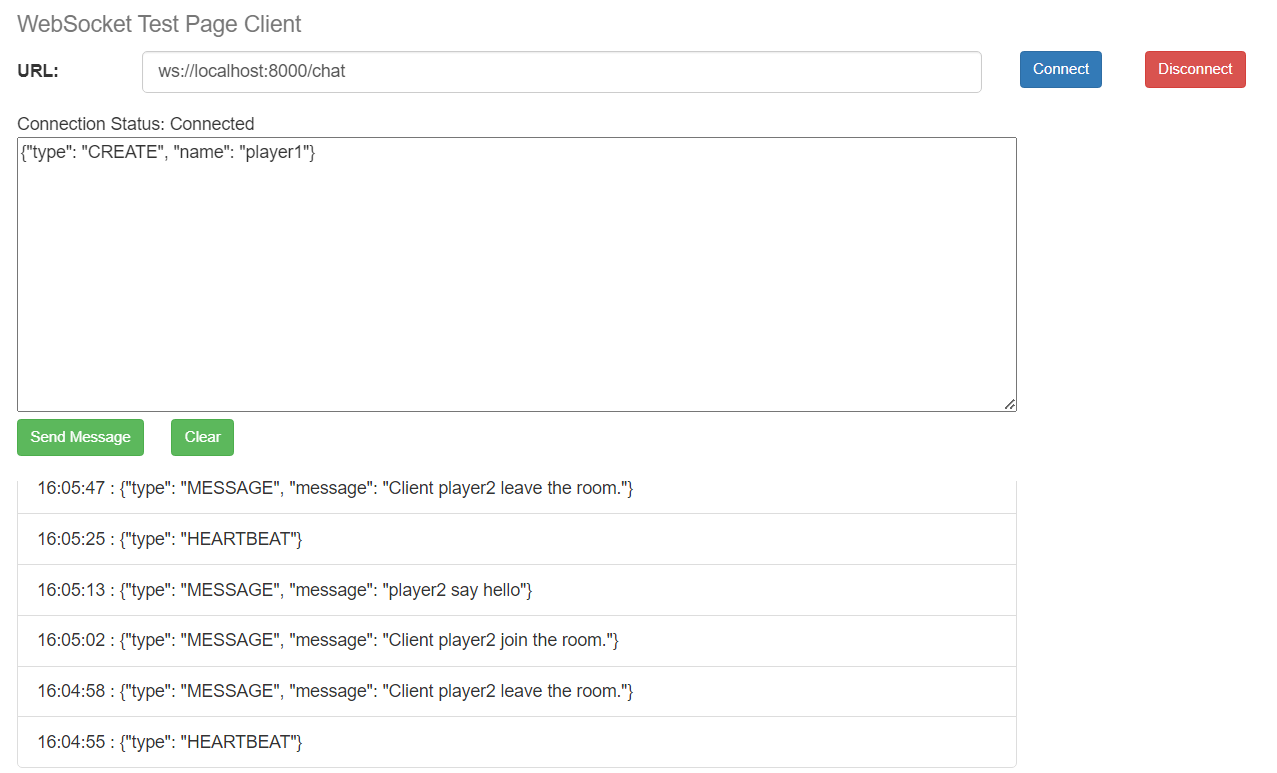 WebSocket Test Page Client
URL: ws://localhost:8000/chat Connect Disconnect
Connection Status: Connected
{"type": "CREATE", "name": "player1"}
Send Message Clear
16:05:47 : {"type": "MESSAGE", "message": "Client player2 leave the room."}
16:05:25 : {"type": "HEARTBEAT"}
16:05:13 : {"type": "MESSAGE", "message": "player2 say hello"}
16:05:02 : {"type": "MESSAGE", "message": "Client player2 join the room."}
16:04:58 : {"type": "MESSAGE", "message": "Client player2 leave the room."}
16:04:55 : {"type": "HEARTBEAT"}